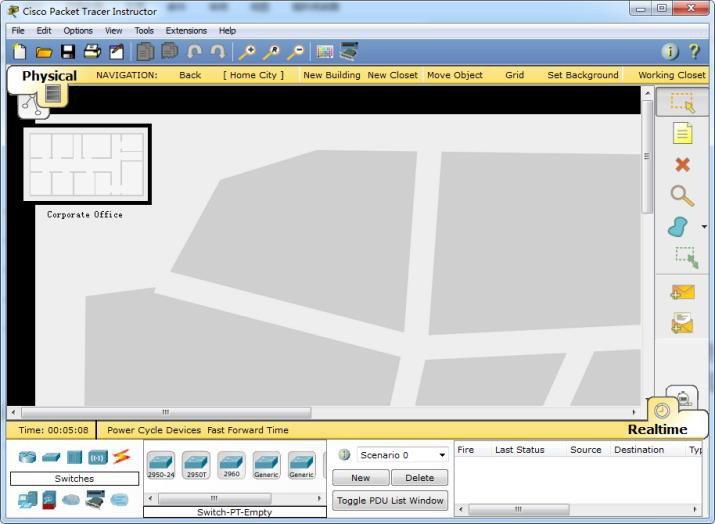 Cisco Packet Tracer Instructor
File Edit Options View Tools Extensions Help
Physical NAVIGATION: Back [ Home City ] New Building New Closet Move Object Grid Set Background Working Closet
Corporate Office
Time: 00:05:08 Power Cycle Devices Fast Forward Time Realtime
Scenario 0
Fire Last Status Source Destination Typ
2950-24 2950T 2960 Generic Generic
New Delete
Switches
Toggle PDU List Window
Switch-PT-Empty